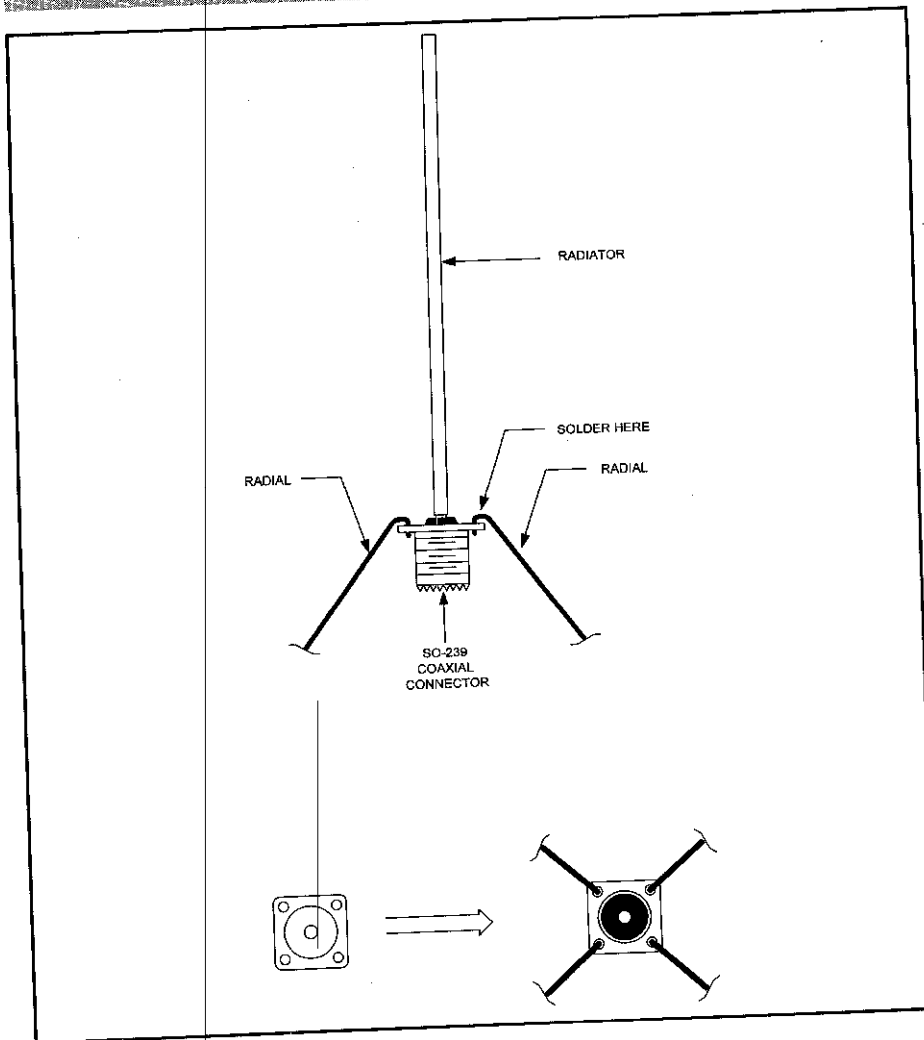 RADIATOR
SOLDER HERE
RADIAL
RADIAL
SO-239
COAXIAL
CONNECTOR